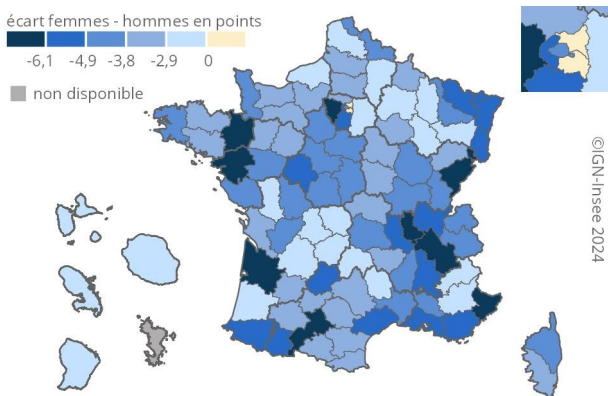 écart femmes - hommes en points
-6,1 -4,9 -3,8 -2,9 0
non disponible
©IGN-Insee 2024